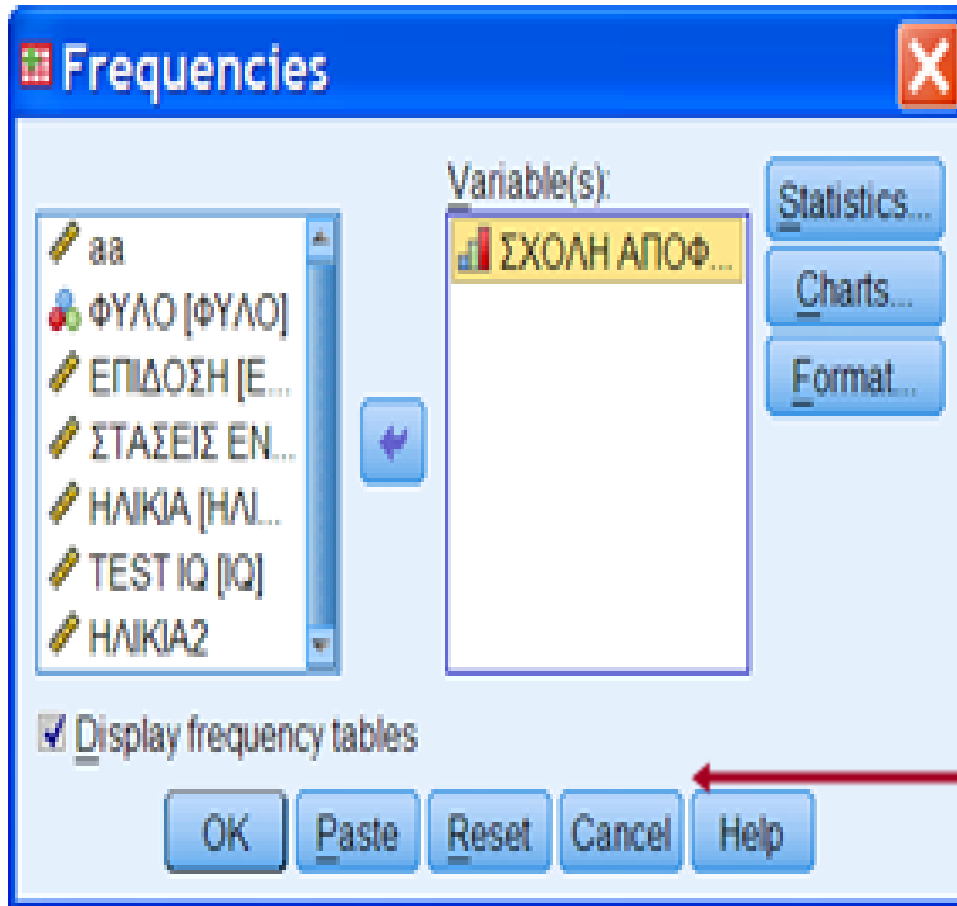 Frequencies
Variable(s):
aa
ΦΥΛΟ [ΦΥΛΟ]
ΕΠΙΔΟΣΗ [Ε...
ΣΤΑΣΕΙΣ ΕΝ...
ΗΛΙΚΙΑ [ΗΛΙ...
TEST IQ [IQ]
ΗΛΙΚΙΑ2
ΣΧΟΛΗ ΑΠΟΦ...
Statistics...
Charts...
Format...
Display frequency tables
OK Paste Reset Cancel Help